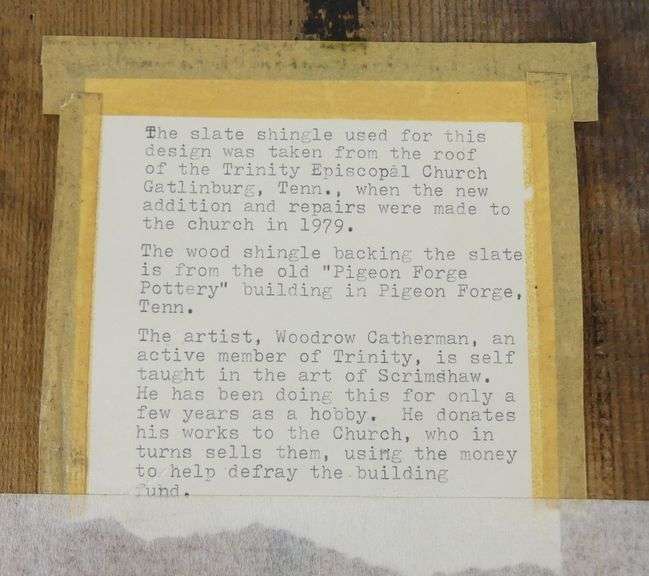 The slate shingle used for this
design was taken from the roof
of the Trinity Episcopal Church
Gatlinburg, Tenn., when the new
addition and repairs were made to
the church in 1979.
The wood shingle backing the slate
is from the old "Pigeon Forge
Pottery" building in Pigeon Forge,
Tenn.
The artist, Woodrow Catherman, an
active member of Trinity, is self
taught in the art of Scrimshaw.
He has been doing this for only a
few years as a hobby.  He donates
his works to the Church, who in
turns sells them, using the money
to help defray the building
fund.